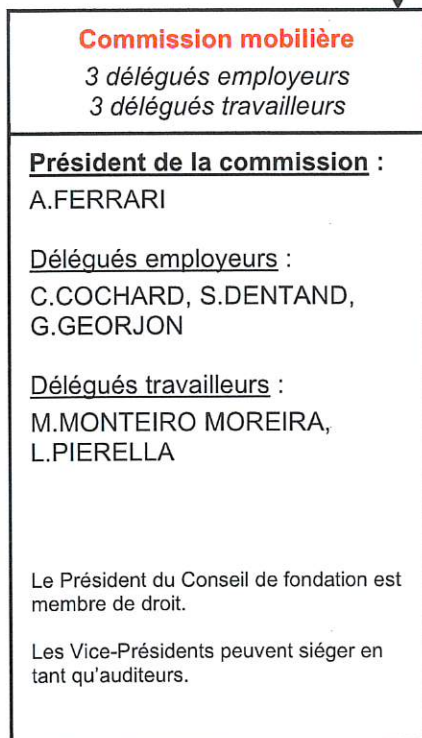 Commission mobilière
3 délégués employeurs
3 délégués travailleurs
Président de la commission :
A.FERRARI
Délégués employeurs :
C.COCHARD, S.DENTAND,
G.GEORJON
Délégués travailleurs :
M.MONTEIRO MOREIRA,
L.PIERELLA
Le Président du Conseil de fondation est
membre de droit.
Les Vice-Présidents peuvent siéger en
tant qu'auditeurs.